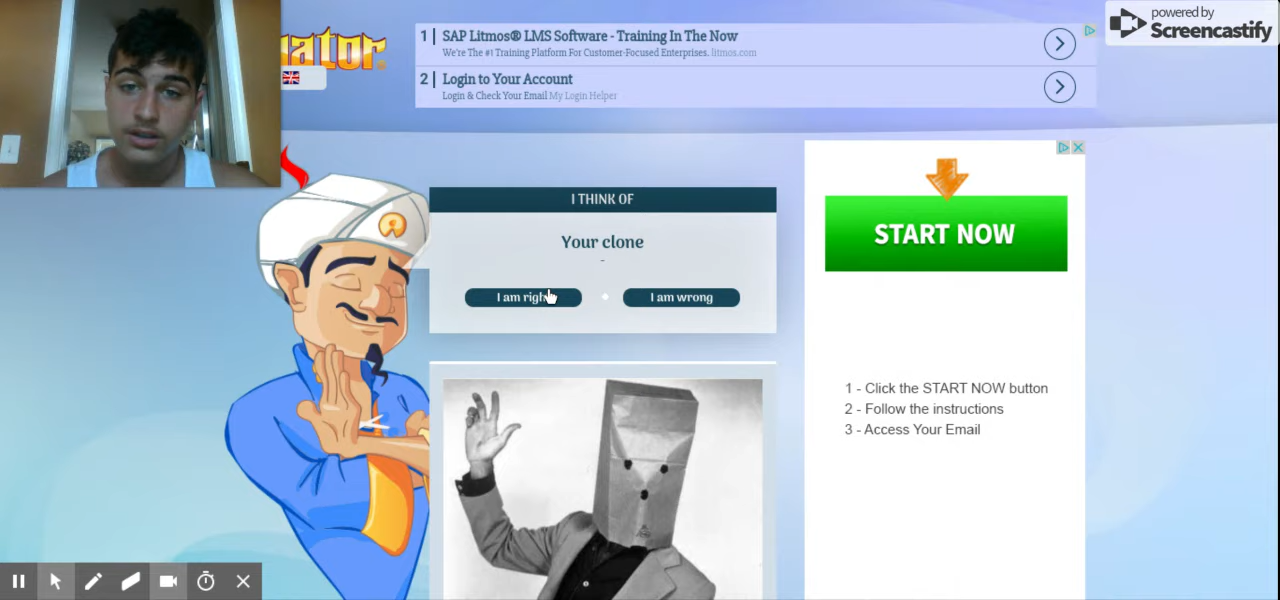 powered by
Screencastify
nator
1 SAP Litmos® LMS Software - Training In The Now
We're The #1 Training Platform For Customer-Focused Enterprises. litmos.com
2 Login to Your Account
Login & Check Your Email My Login Helper
I THINK OF
Your clone
-
I am right
I am wrong
START NOW
1 - Click the START NOW button
2 - Follow the instructions
3 - Access Your Email